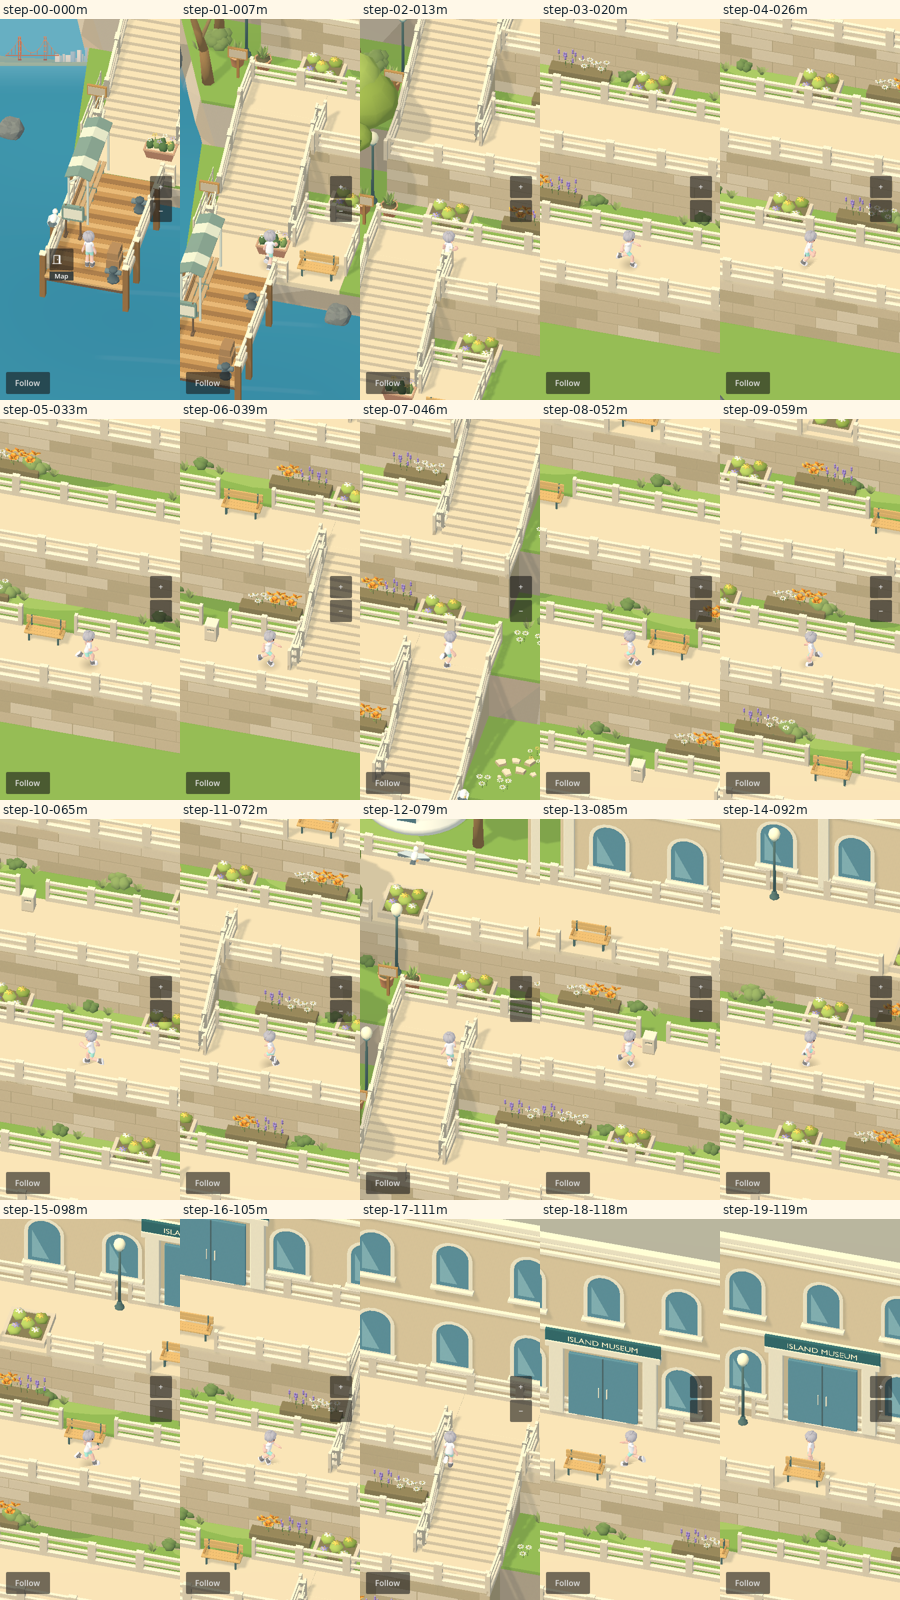 step-00-000m
step-01-007m
step-02-013m
step-03-020m
step-04-026m
+
+
+
+
Map
Follow
Follow
Follow
Follow
Follow
step-05-033m
step-06-039m
step-07-046m
step-08-052m
step-09-059m
+
+
+
+
+
Follow
Follow
Follow
Follow
Follow
step-10-065m
step-11-072m
step-12-079m
step-13-085m
step-14-092m
+
+
+
+
+
Follow
Follow
Follow
Follow
Follow
step-15-098m
step-16-105m
step-17-111m
step-18-118m
step-19-119m
ISLA
ISLAND MUSEUM
ISLAND MUSEUM
+
+
+
+
+
Follow
Follow
Follow
Follow
Follow